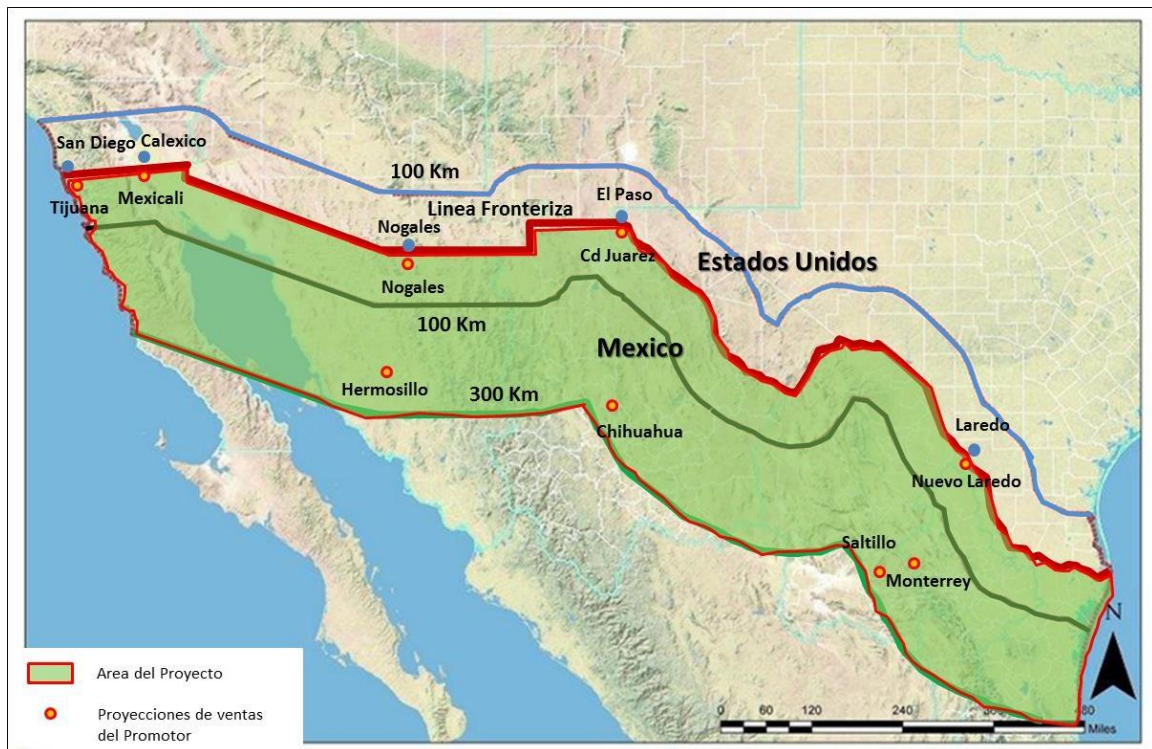 San Diego
Calexico
Tijuana
Mexicali
100 Km
Linea Fronteriza
El Paso
Nogales
Nogales
Cd Juarez
Estados Unidos
100 Km
Mexico
Hermosillo
300 Km
Chihuahua
Laredo
Nuevo Laredo
Saltillo
Monterrey
N
Area del Proyecto
Proyecciones de ventas
del Promotor
0 60 120 240 360 480
Miles